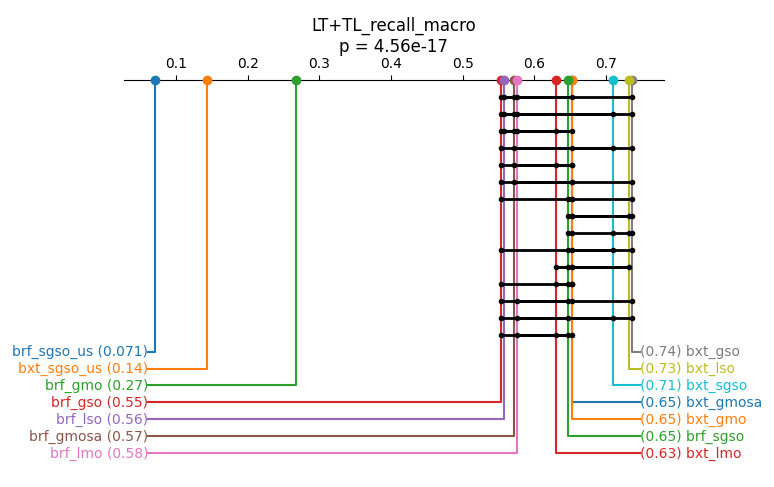 LT+TL_recall_macro
p = 4.56e-17
0.1 0.2 0.3 0.4 0.5 0.6 0.7
brf_sgso_us (0.071) (0.74) bxt_gso
bxt_sgso_us (0.14) (0.73) bxt_lso
brf_gmo (0.27) (0.71) bxt_sgso
brf_gso (0.55) (0.65) bxt_gmosa
brf_lso (0.56) (0.65) bxt_gmo
brf_gmosa (0.57) (0.65) brf_sgso
brf_lmo (0.58) (0.63) bxt_lmo